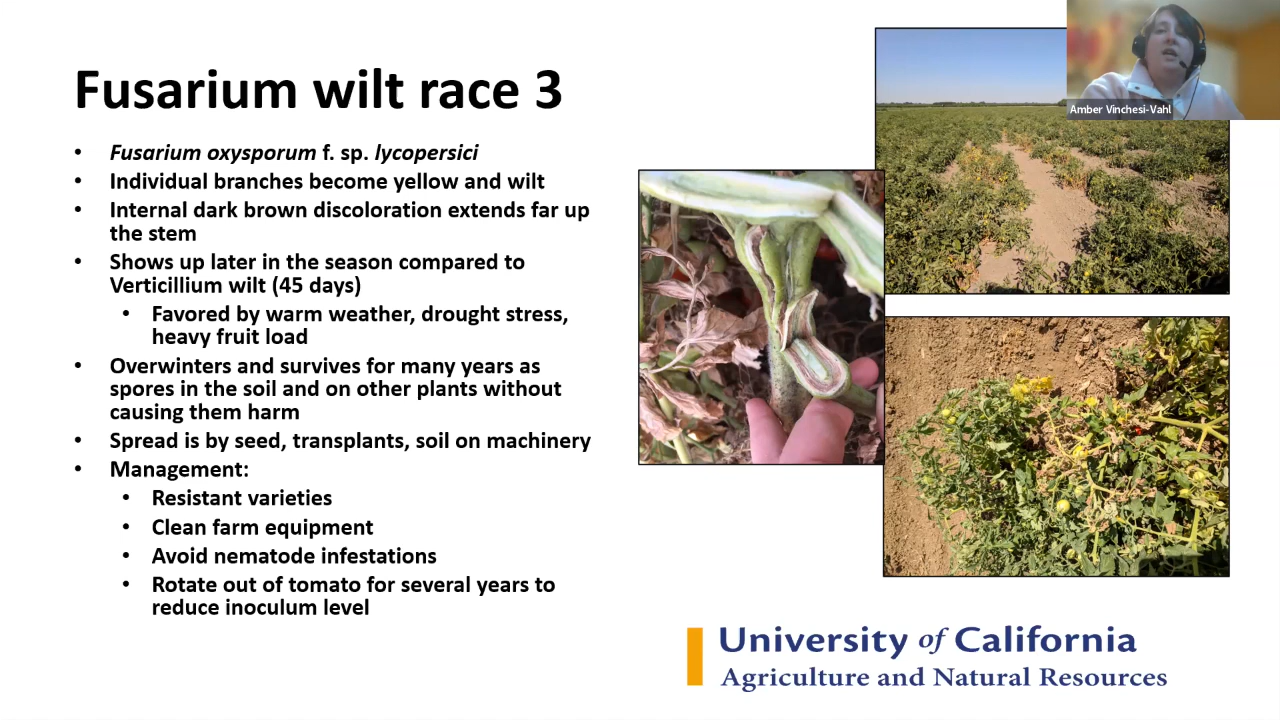 Fusarium wilt race 3
• Fusarium oxysporum f. sp. lycopersici
• Individual branches become yellow and wilt
• Internal dark brown discoloration extends far up
the stem
• Shows up later in the season compared to
Verticillium wilt (45 days)
• Favored by warm weather, drought stress,
heavy fruit load
• Overwinters and survives for many years as
spores in the soil and on other plants without
causing them harm
• Spread is by seed, transplants, soil on machinery
• Management:
• Resistant varieties
• Clean farm equipment
• Avoid nematode infestations
• Rotate out of tomato for several years to
reduce inoculum level
Amber Vinchesi-Vahl
University of California
Agriculture and Natural Resources